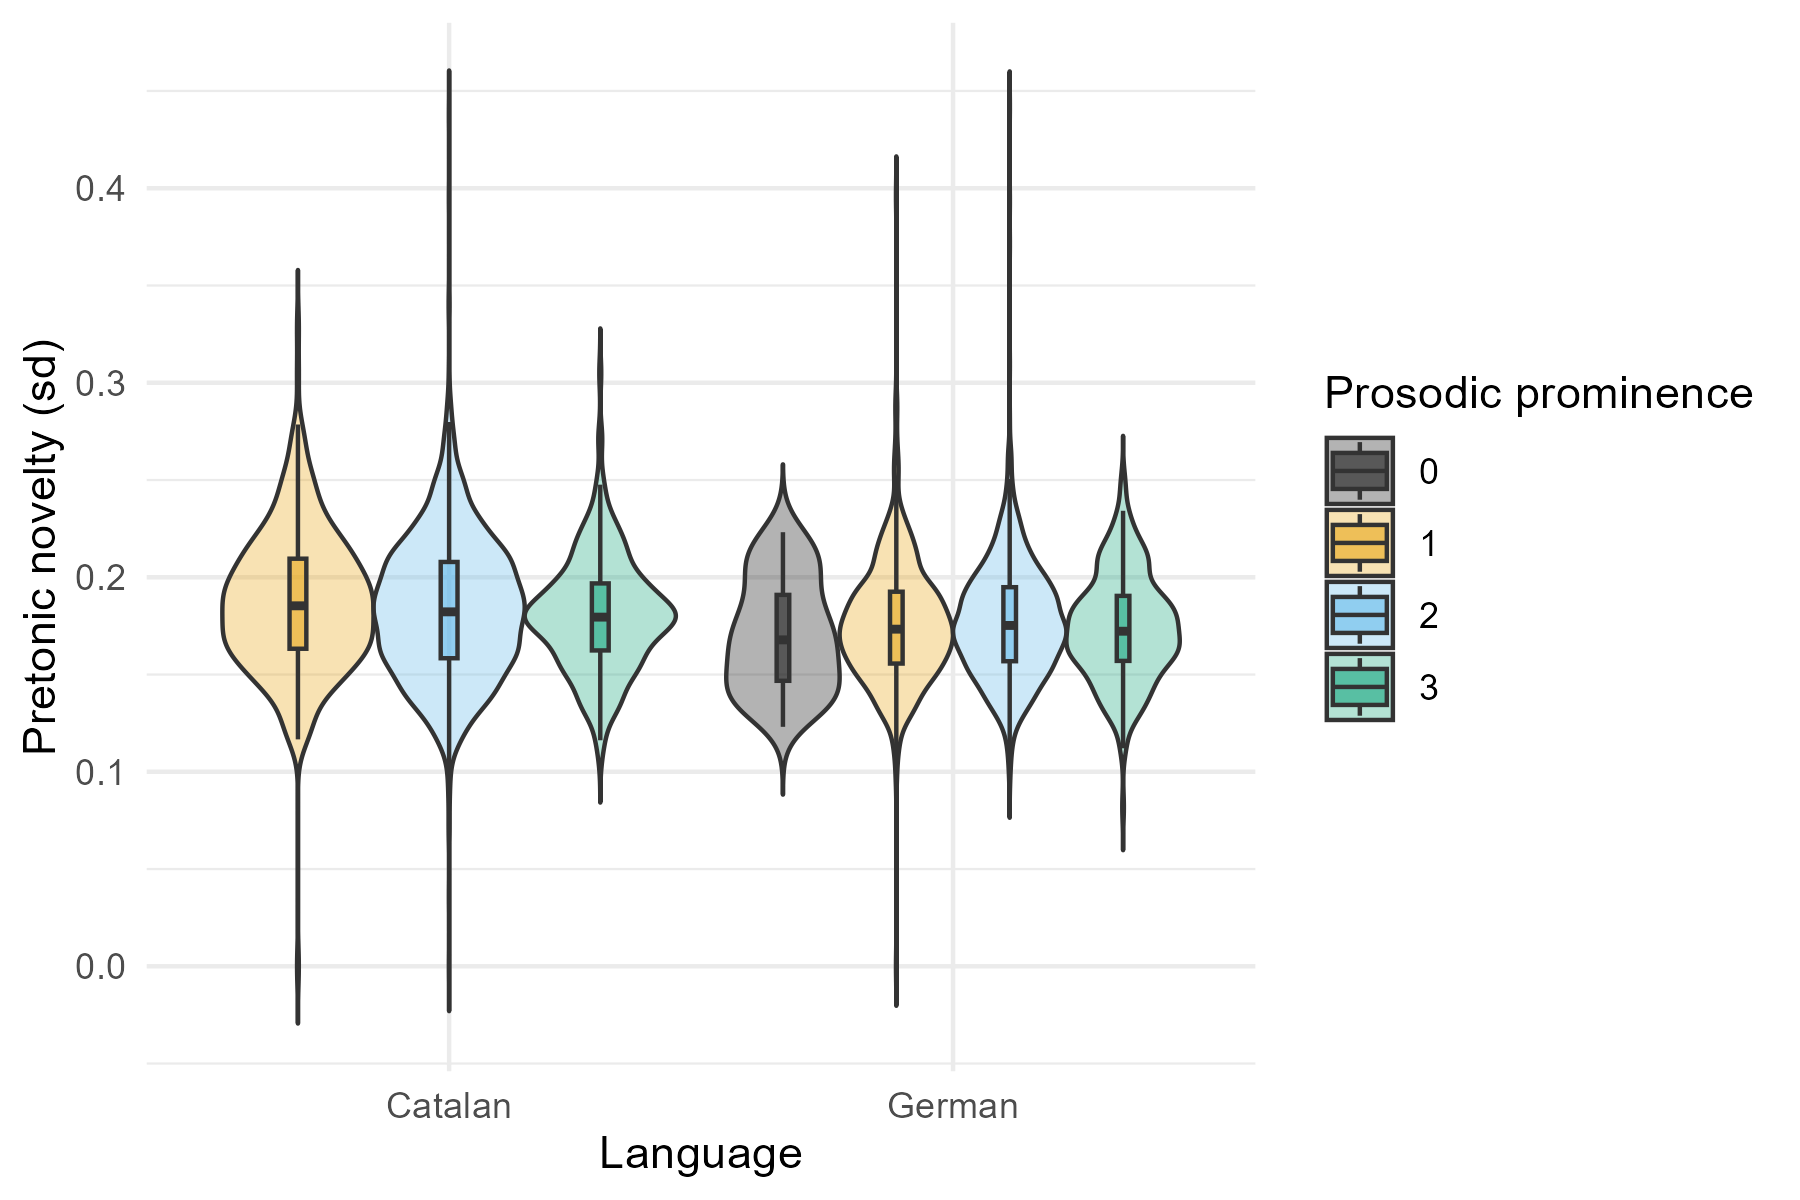 Pretonic novelty (sd)
0.4
0.3
0.2
0.1
0.0
Catalan
German
Language
Prosodic prominence
0
1
2
3